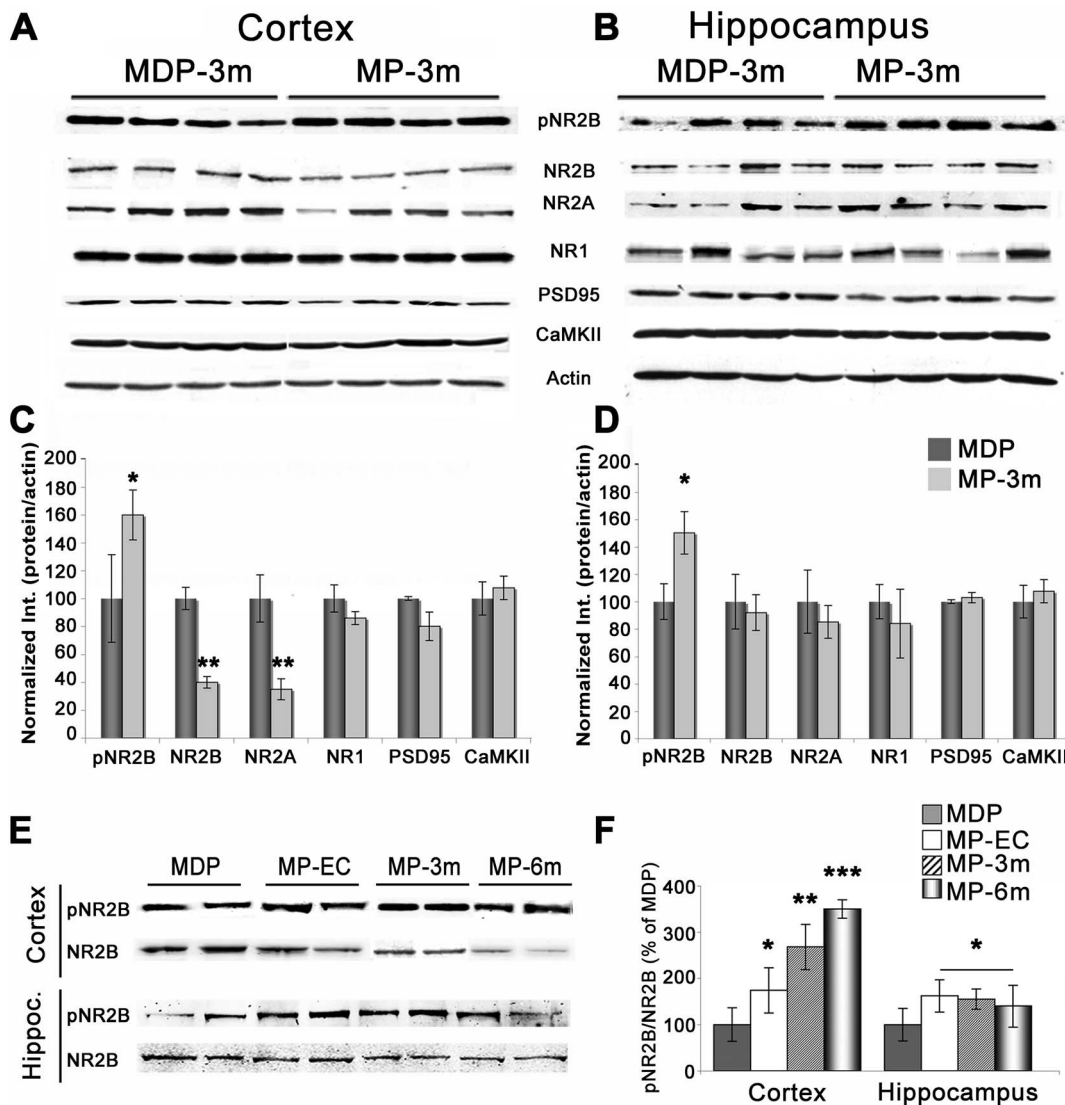 A
Cortex
MDP-3m
MP-3m
B
Hippocampus
MDP-3m
MP-3m
pNR2B
NR2B
NR2A
NR1
PSD95
CaMKII
Actin
C
Normalized Int. (protein/actin)
200
180
160
140
120
100
80
60
40
20
0
*
**
**
pNR2B NR2B NR2A NR1 PSD95 CaMKII
D
Normalized Int. (protein/actin)
200
180
160
140
120
100
80
60
40
20
0
*
MDP
MP-3m
pNR2B NR2B NR2A NR1 PSD95 CaMKII
E
MDP MP-EC MP-3m MP-6m
Cortex
pNR2B
NR2B
Hippoc.
pNR2B
NR2B
F
MDP
MP-EC
MP-3m
MP-6m
pNR2B/NR2B (% of MDP)
400
300
200
100
0
*
**
***
*
Cortex Hippocampus